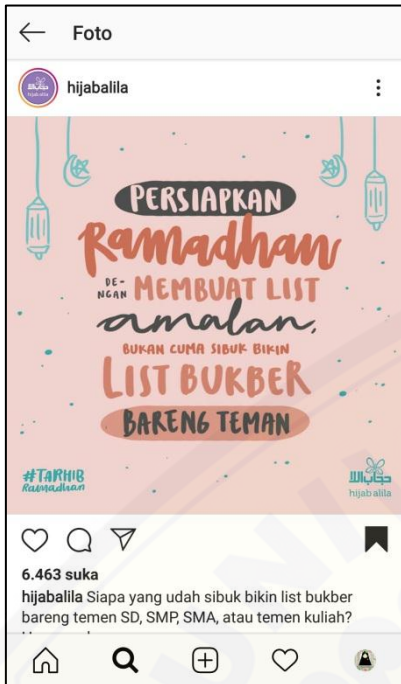 Foto
hijabalila
PERSIAPKAN
Ramadhan
DE-
NGAN MEMBUAT LIST
amalan,
BUKAN CUMA SIBUK BIKIN
LIST BUKBER
BARENG TEMAN
#TARHIB
Ramadhan
hijab alila
6.463 suka
hijabalila Siapa yang udah sibuk bikin list bukber
bareng temen SD, SMP, SMA, atau temen kuliah?